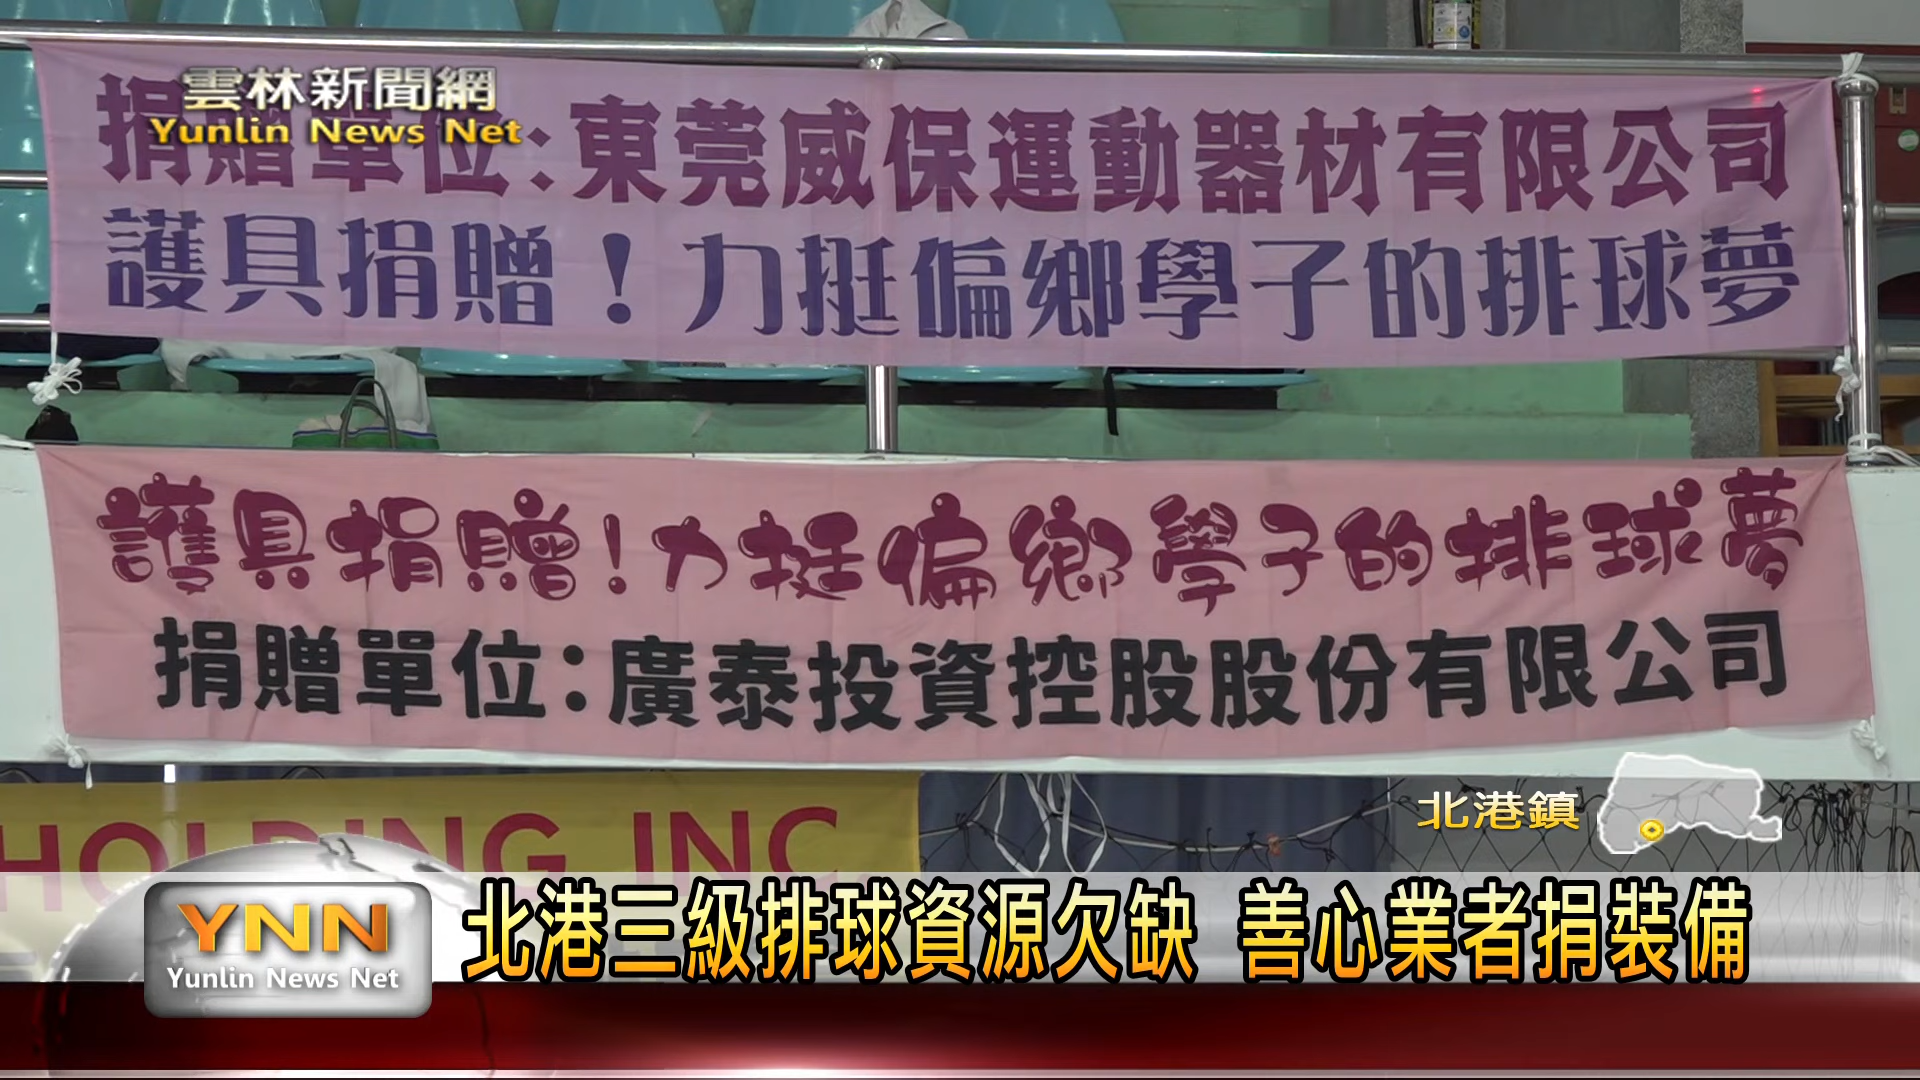 雲林新聞網
Yunlin News Net
捐贈單位:東莞威保運動器材有限公司
護具捐贈！力挺偏鄉學子的排球夢
護具捐贈！力挺偏鄉學子的排球夢
捐贈單位:廣泰投資控股股份有限公司
HOLDING INC.
北港鎮
YNN
Yunlin News Net
北港三級排球資源欠缺 善心業者捐裝備